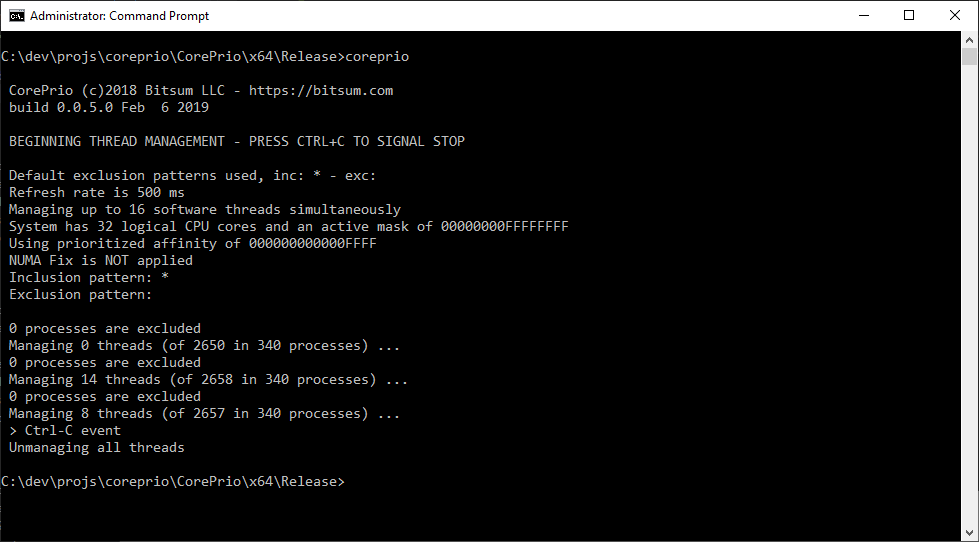 Administrator: Command Prompt
C:\dev\projs\coreprio\CorePrio\x64\Release>coreprio
CorePrio (c)2018 Bitsum LLC - https://bitsum.com
build 0.0.5.0 Feb  6 2019
BEGINNING THREAD MANAGEMENT - PRESS CTRL+C TO SIGNAL STOP
Default exclusion patterns used, inc: * - exc:
Refresh rate is 500 ms
Managing up to 16 software threads simultaneously
System has 32 logical CPU cores and an active mask of 00000000FFFFFFFF
Using prioritized affinity of 000000000000FFFF
NUMA Fix is NOT applied
Inclusion pattern: *
Exclusion pattern:
0 processes are excluded
Managing 0 threads (of 2650 in 340 processes) ...
0 processes are excluded
Managing 14 threads (of 2658 in 340 processes) ...
0 processes are excluded
Managing 8 threads (of 2657 in 340 processes) ...
> Ctrl-C event
Unmanaging all threads
C:\dev\projs\coreprio\CorePrio\x64\Release>